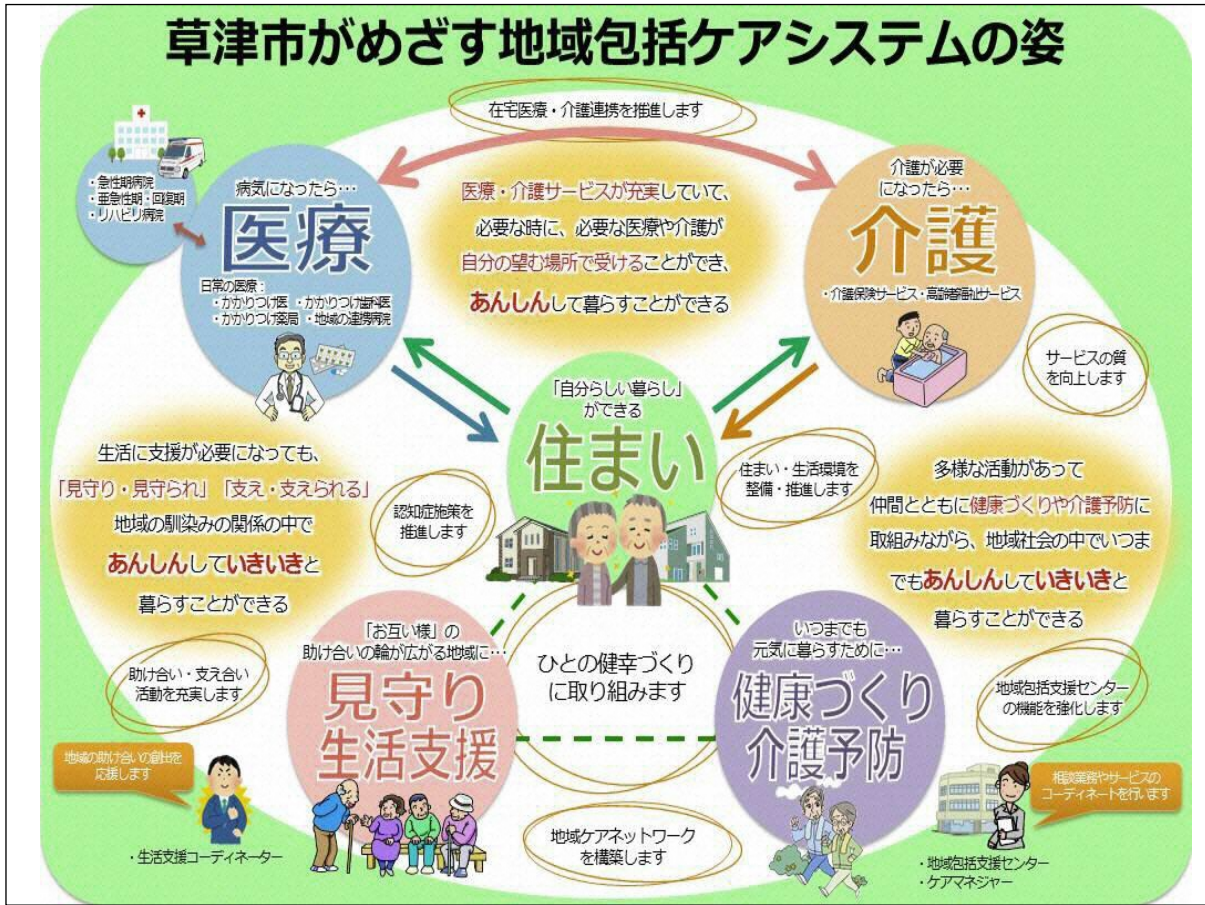 草津市がめざす地域包括ケアシステムの姿
在宅医療・介護連携を推進します
・急性期病院
・亜急性期・回復期
・リハビリ病院
病気になったら…
医療
日常の医療：
・かかりつけ医 ・かかりつけ歯科医
・かかりつけ薬局 ・地域の連携病院
医療・介護サービスが充実していて、
必要な時に、必要な医療や介護が
自分の望む場所で受けることができ、
あんしんして暮らすことができる
介護が必要
になったら…
介護
・介護保険サービス・高齢者福祉サービス
サービスの質
を向上します
「自分らしい暮らし」
ができる
住まい
生活に支援が必要になっても、
「見守り・見守られ」「支え・支えられる」
地域の馴染みの関係の中で
あんしんしていきいきと
暮らすことができる
認知症施策を
推進します
住まい・生活環境を
整備・推進します
多様な活動があって
仲間とともに健康づくりや介護予防に
取組みながら、地域社会の中でいつま
でもあんしんしていきいきと
暮らすことができる
「お互い様」の
助け合いの輪が広がる地域に…
見守り
生活支援
ひとの健幸づくり
に取り組みます
いつまでも
元気に暮らすために…
健康づくり
介護予防
助け合い・支え合い
活動を充実します
地域包括支援センター
の機能を強化します
地域の助け合いの創出を
応援します
・生活支援コーディネーター
地域ケアネットワーク
を構築します
相談業務やサービスの
コーディネートを行います
・地域包括支援センター
・ケアマネジャー